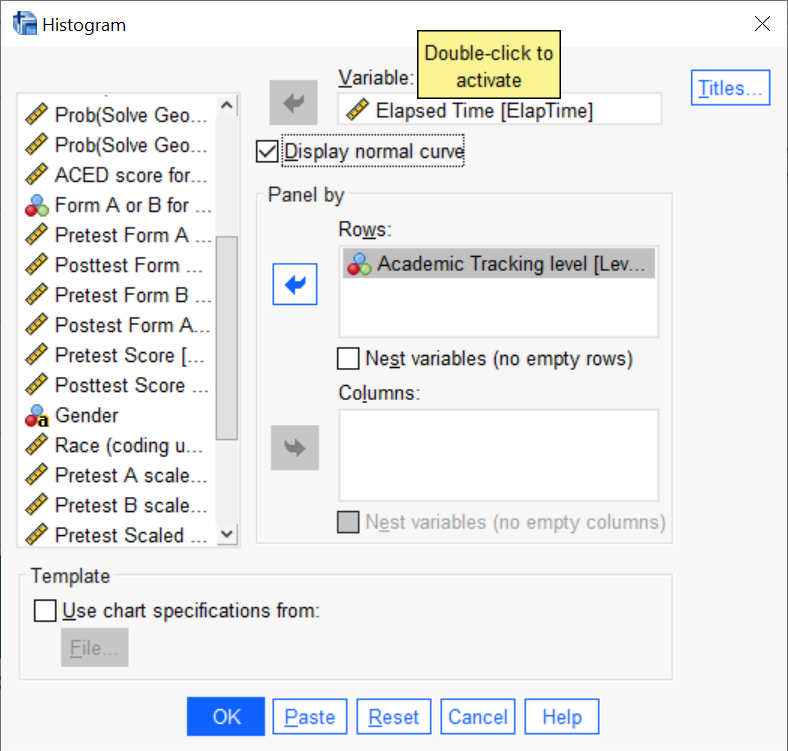 Histogram
Double-click to
activate
Variable:
Titles...
Elapsed Time [ElapTime]
Display normal curve
Prob(Solve Geo...
Prob(Solve Geo...
ACED score for...
Form A or B for ...
Pretest Form A ...
Posttest Form ...
Pretest Form B ...
Postest Form A...
Pretest Score [...
Posttest Score ...
Gender
Race (coding u...
Pretest A scale...
Pretest B scale...
Pretest Scaled ...
Panel by
Rows:
Academic Tracking level [Lev...
Nest variables (no empty rows)
Columns:
Nest variables (no empty columns)
Template
Use chart specifications from:
File...
OK
Paste
Reset
Cancel
Help